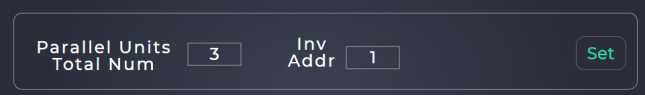 Parallel Units
Total Num
3
Inv
Addr
1
Set